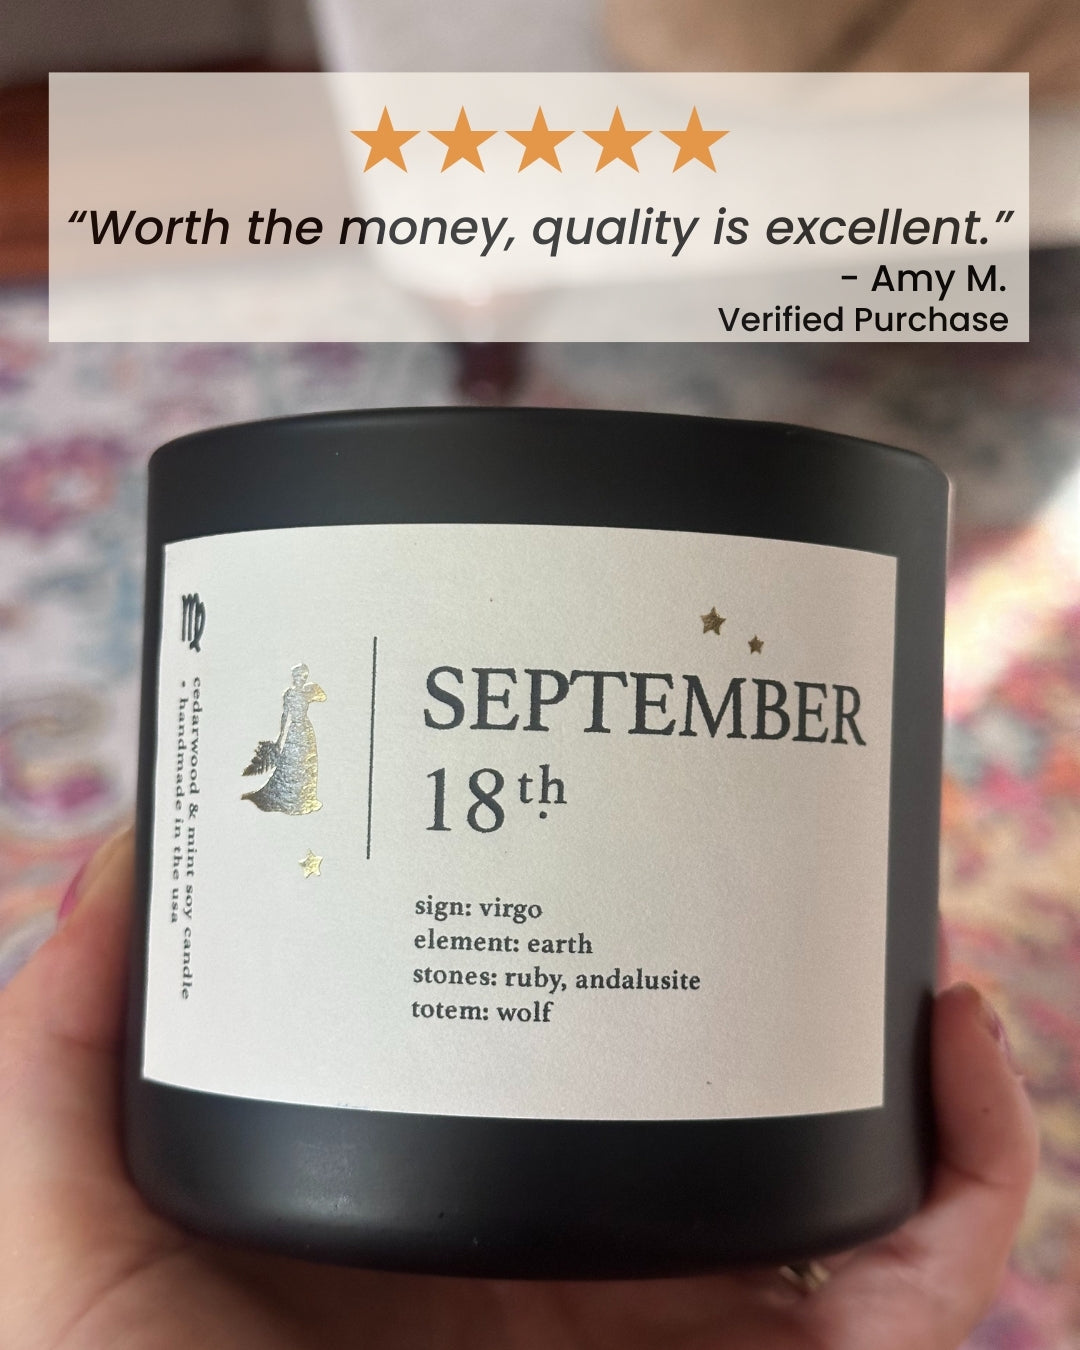 “Worth the money, quality is excellent.”
- Amy M.
Verified Purchase
♍
cedarwood & mint soy candle
• handmade in the usa
SEPTEMBER
18th
sign: virgo
element: earth
stones: ruby, andalusite
totem: wolf